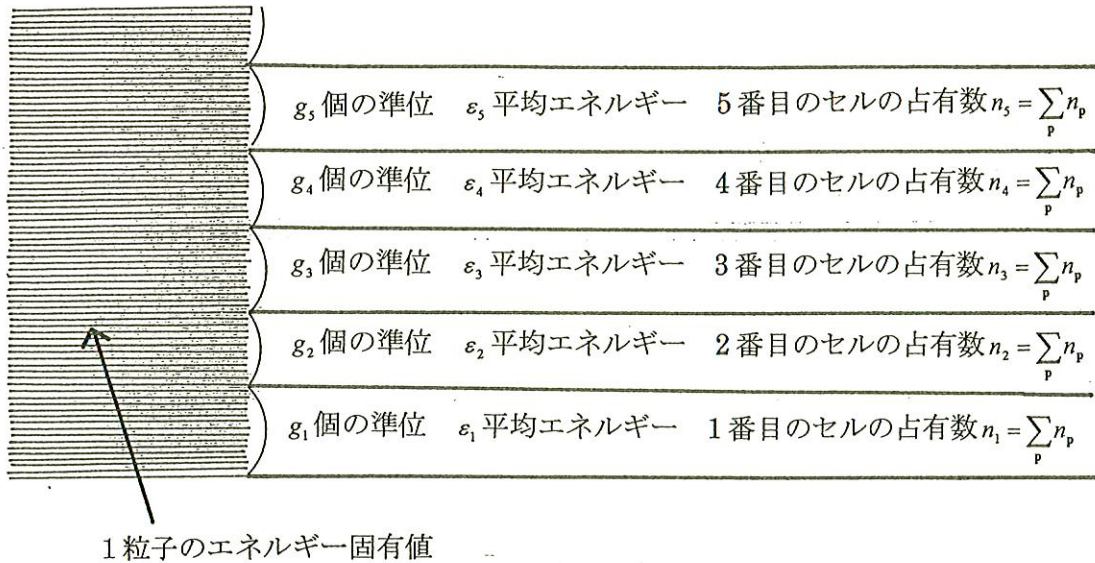 g₅個の準位 ε₅平均エネルギー 5番目のセルの占有数n₅=∑ₚnₚ
g₄個の準位 ε₄平均エネルギー 4番目のセルの占有数n₄=∑ₚnₚ
g₃個の準位 ε₃平均エネルギー 3番目のセルの占有数n₃=∑ₚnₚ
g₂個の準位 ε₂平均エネルギー 2番目のセルの占有数n₂=∑ₚnₚ
g₁個の準位 ε₁平均エネルギー 1番目のセルの占有数n₁=∑ₚnₚ
1粒子のエネルギー固有値